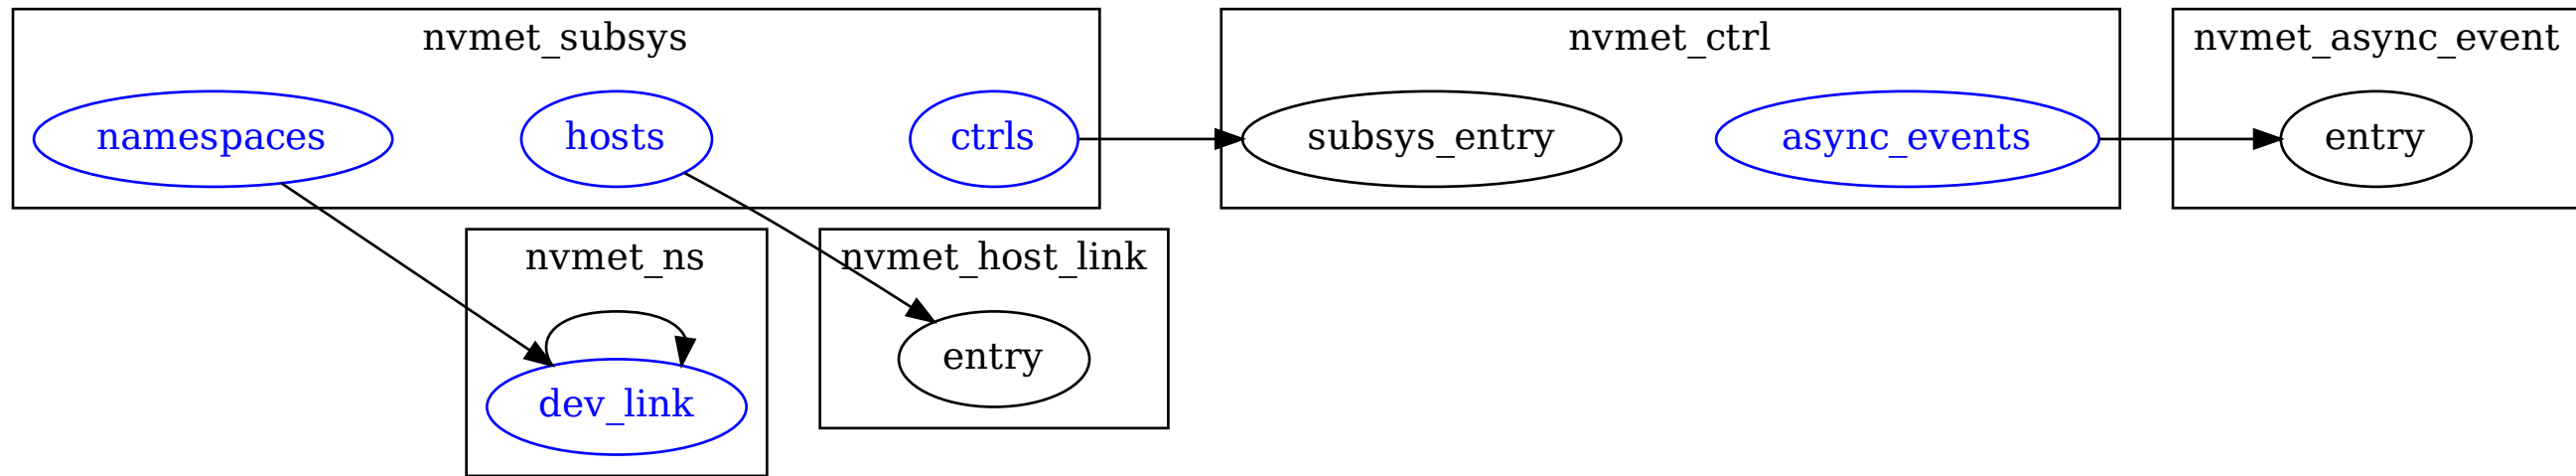 nvmet_subsys
namespaces
hosts
ctrls
nvmet_ctrl
subsys_entry
async_events
nvmet_async_event
entry
nvmet_ns
dev_link
nvmet_host_link
entry